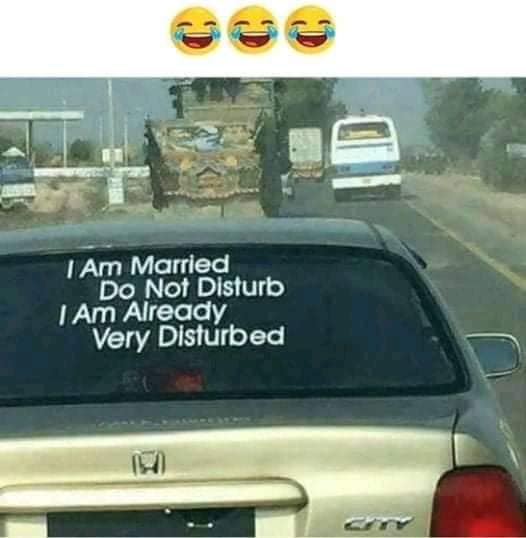 I Am Married
Do Not Disturb
I Am Already
Very Disturbed
CITY